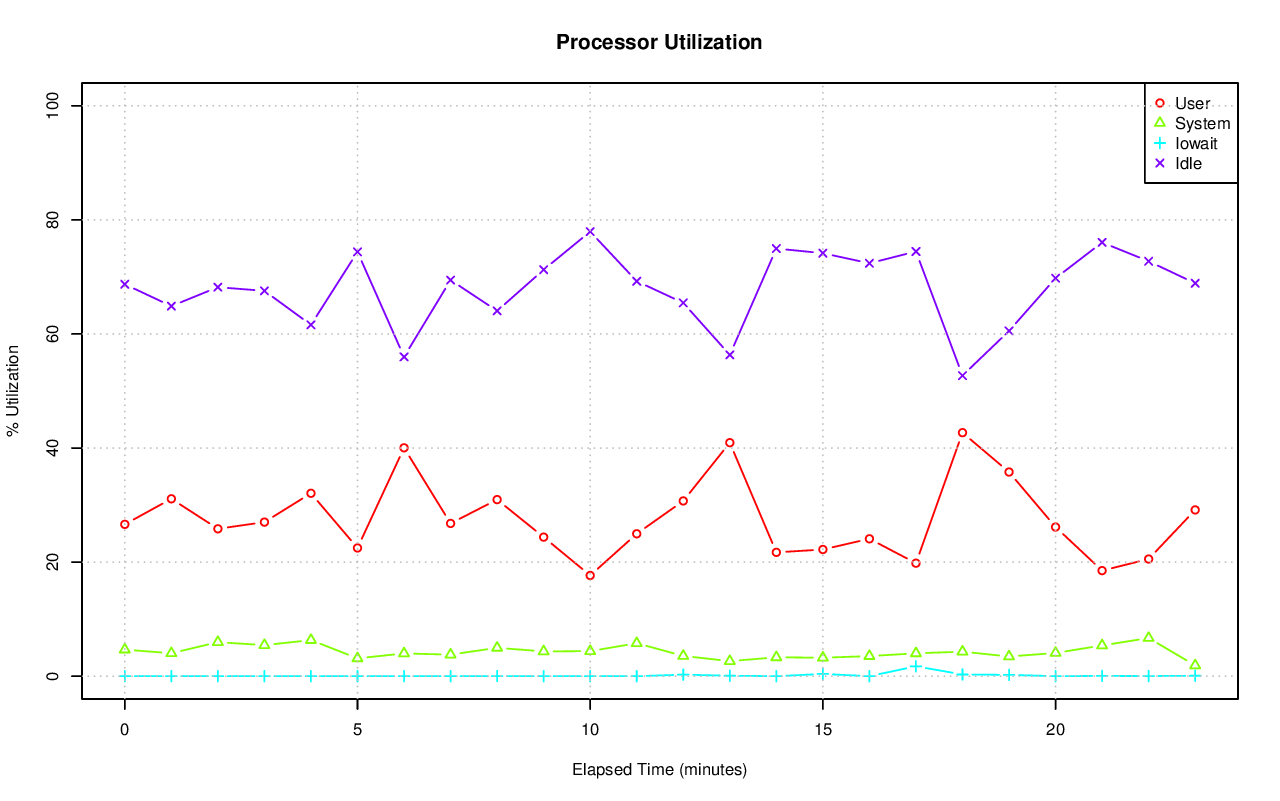 Processor Utilization
User
System
Iowait
Idle
% Utilization
100
80
60
40
20
0
0 5 10 15 20
Elapsed Time (minutes)